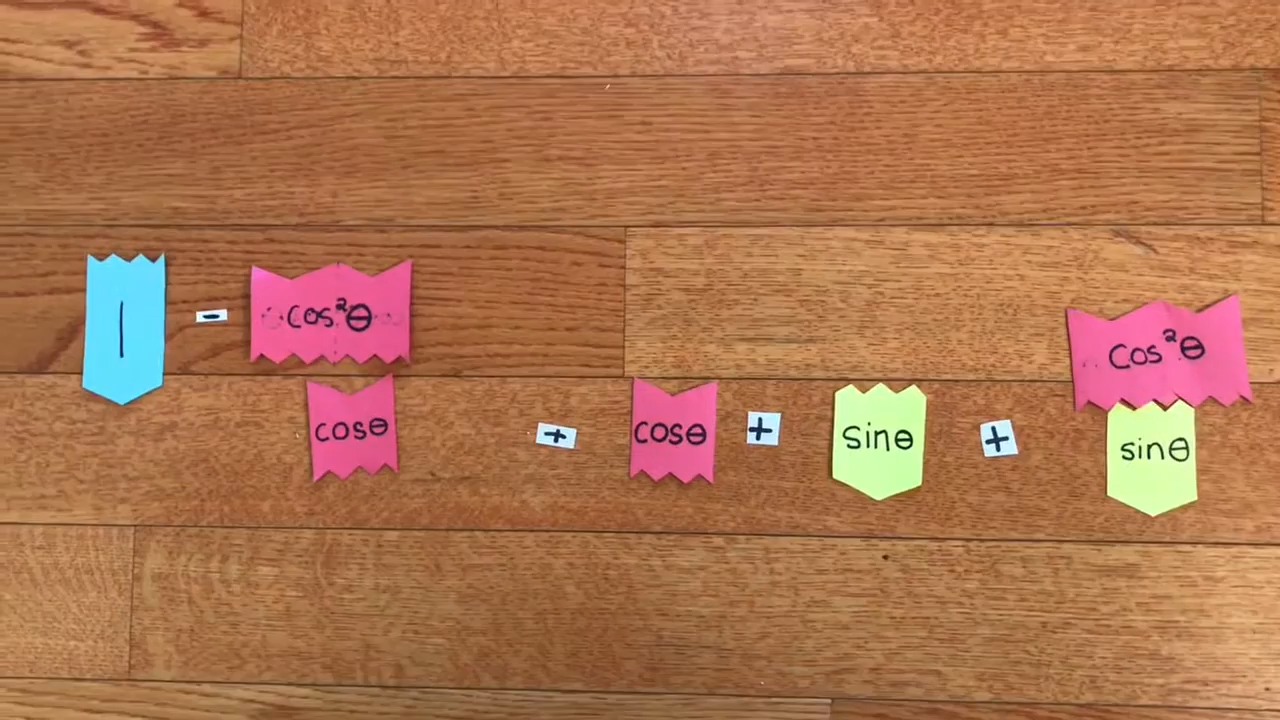 1 - cos²θ cos²θ
cosθ + cosθ + sinθ + sinθ